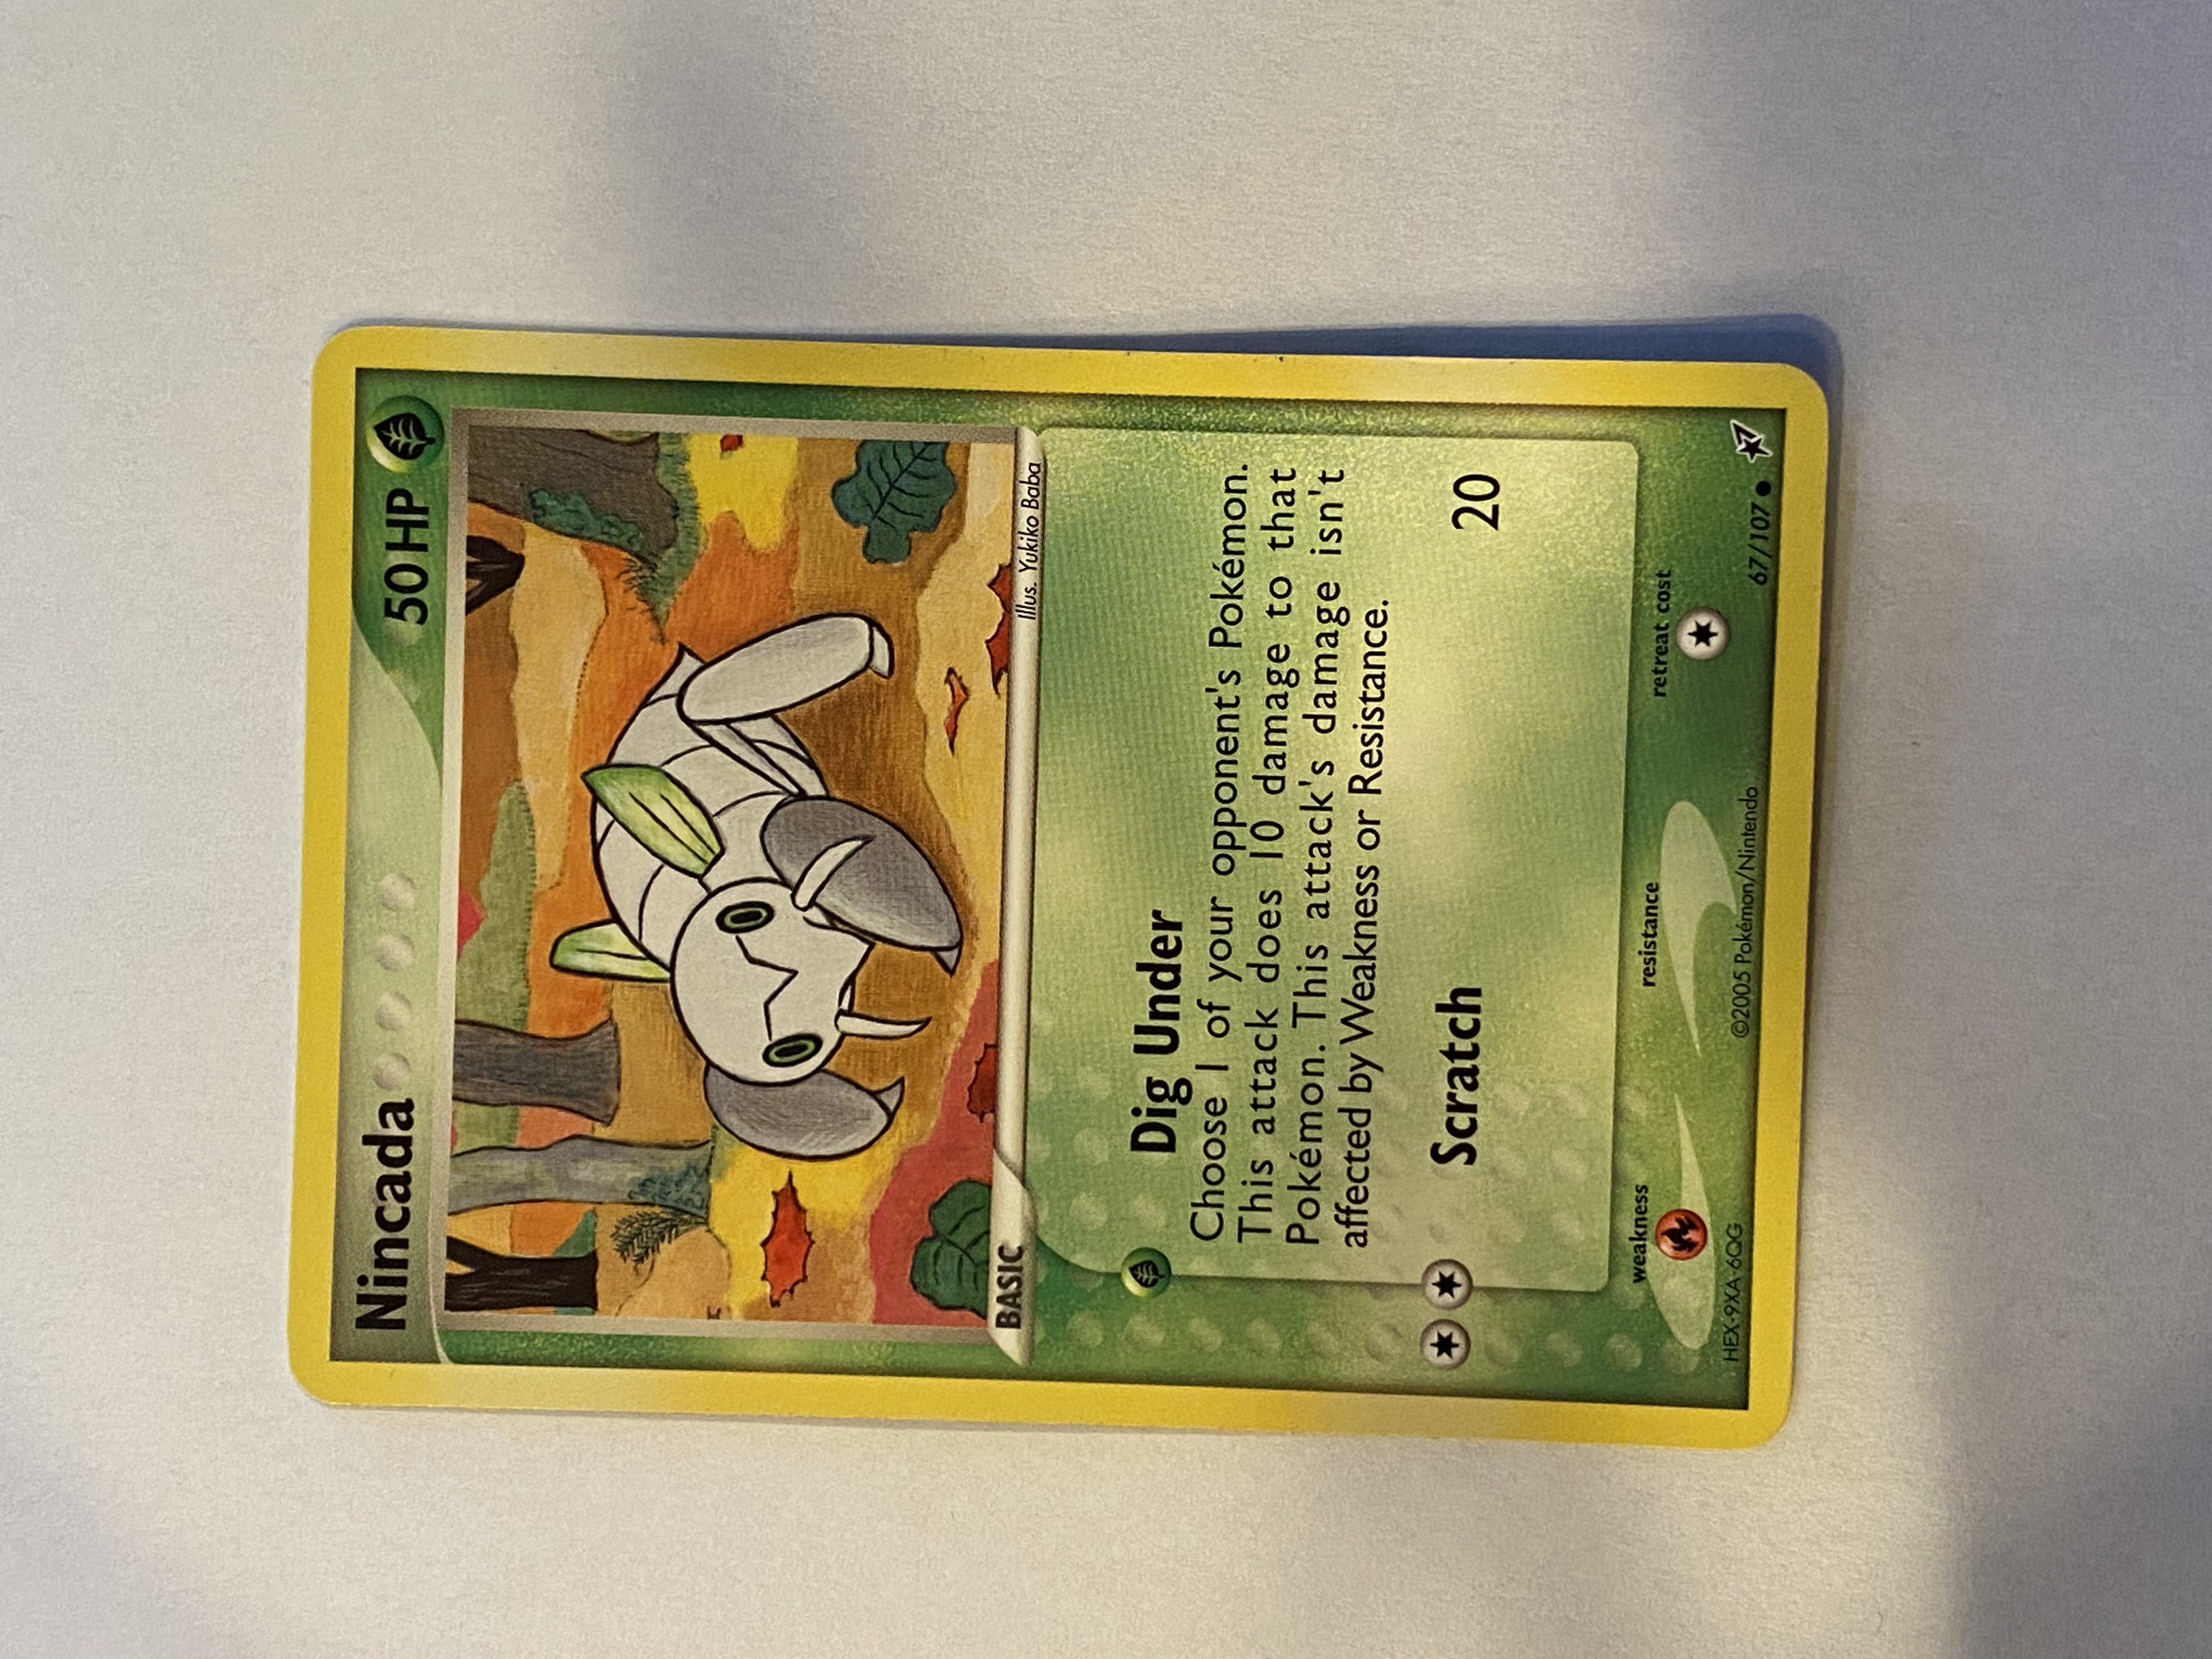 Nincada
50 HP
BASIC
Illus. Yukiko Baba
Dig Under
Choose 1 of your opponent's Pokémon.
This attack does 10 damage to that
Pokémon. This attack's damage isn't
affected by Weakness or Resistance.
Scratch 20
weakness resistance retreat cost
HEX-9XA-6QG ©2005 Pokémon/Nintendo 67/107